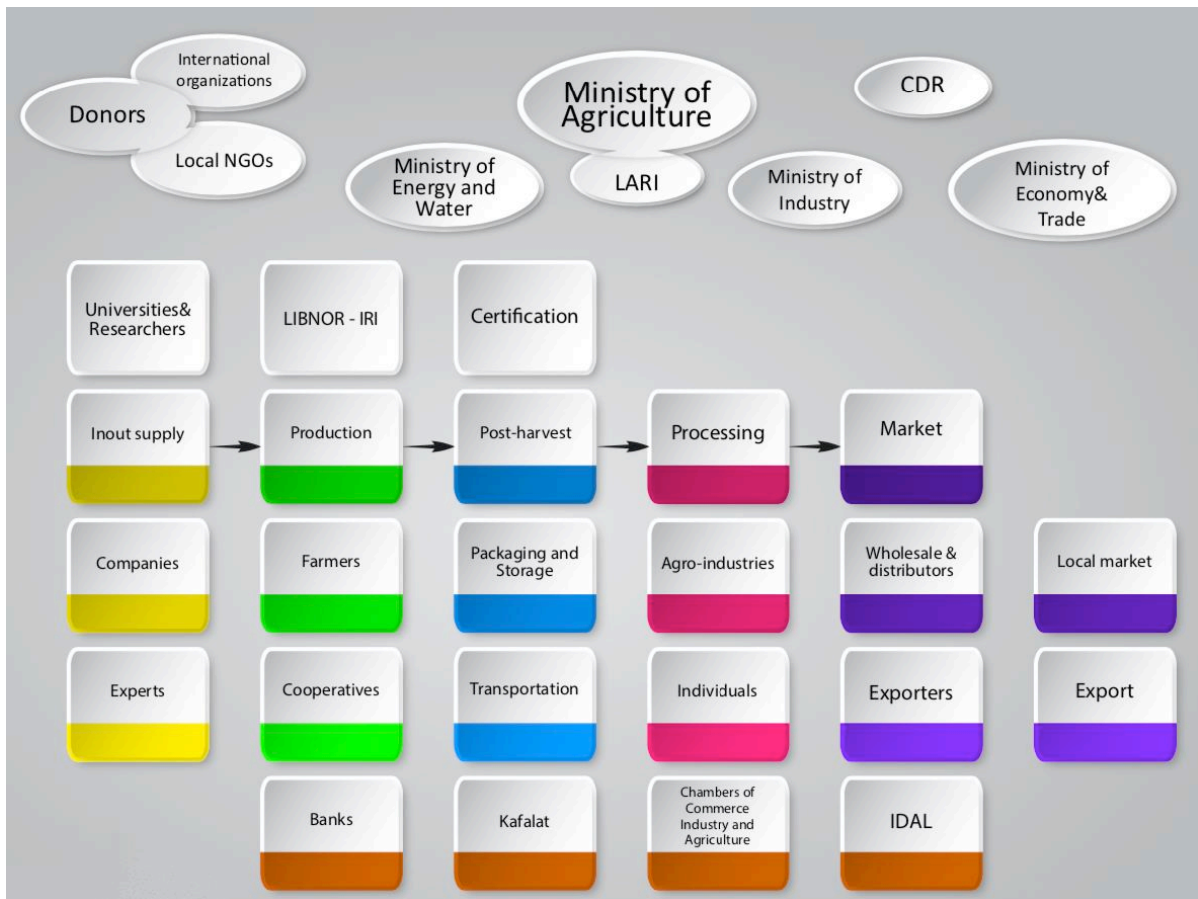 International
organizations
Donors
Local NGOs
Ministry of
Agriculture
CDR
Ministry of
Energy and
Water
LARI
Ministry of
Industry
Ministry of
Economy&
Trade
Universities&
Researchers
LIBNOR - IRI
Certification
Inout supply
Production
Post-harvest
Processing
Market
Companies
Farmers
Packaging and
Storage
Agro-industries
Wholesale &
distributors
Local market
Experts
Cooperatives
Transportation
Individuals
Exporters
Export
Banks
Kafalat
Chambers of
Commerce
Industry and
Agriculture
IDAL